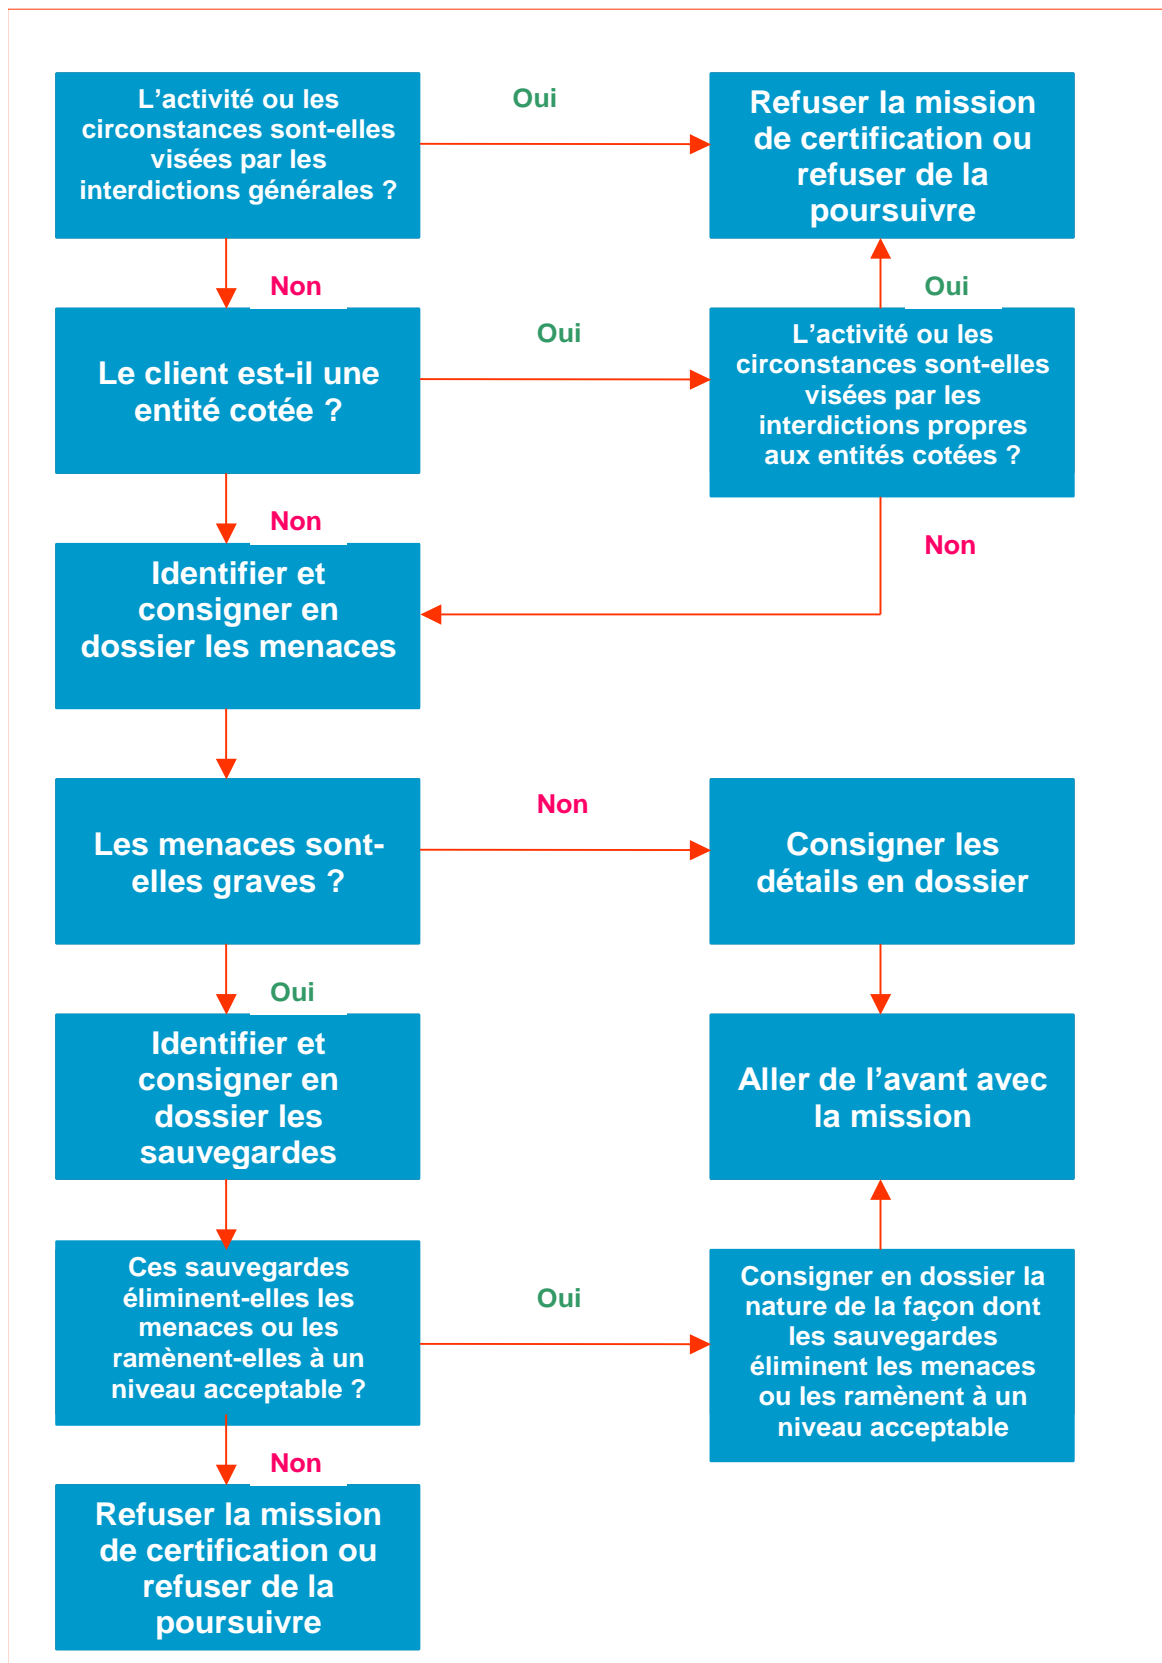 L’activité ou les
circonstances sont-elles
visées par les
interdictions générales ?
Oui
Refuser la mission
de certification ou
refuser de la
poursuivre
Non
Oui
Le client est-il une
entité cotée ?
Oui
L’activité ou les
circonstances sont-elles
visées par les
interdictions propres
aux entités cotées ?
Non
Non
Identifier et
consigner en
dossier les menaces
Les menaces sont-
elles graves ?
Non
Consigner les
détails en dossier
Oui
Identifier et
consigner en
dossier les
sauvegardes
Aller de l’avant avec
la mission
Ces sauvegardes
éliminent-elles les
menaces ou les
ramènent-elles à un
niveau acceptable ?
Oui
Consigner en dossier la
nature de la façon dont
les sauvegardes
éliminent les menaces
ou les ramènent à un
niveau acceptable
Non
Refuser la mission
de certification ou
refuser de la
poursuivre